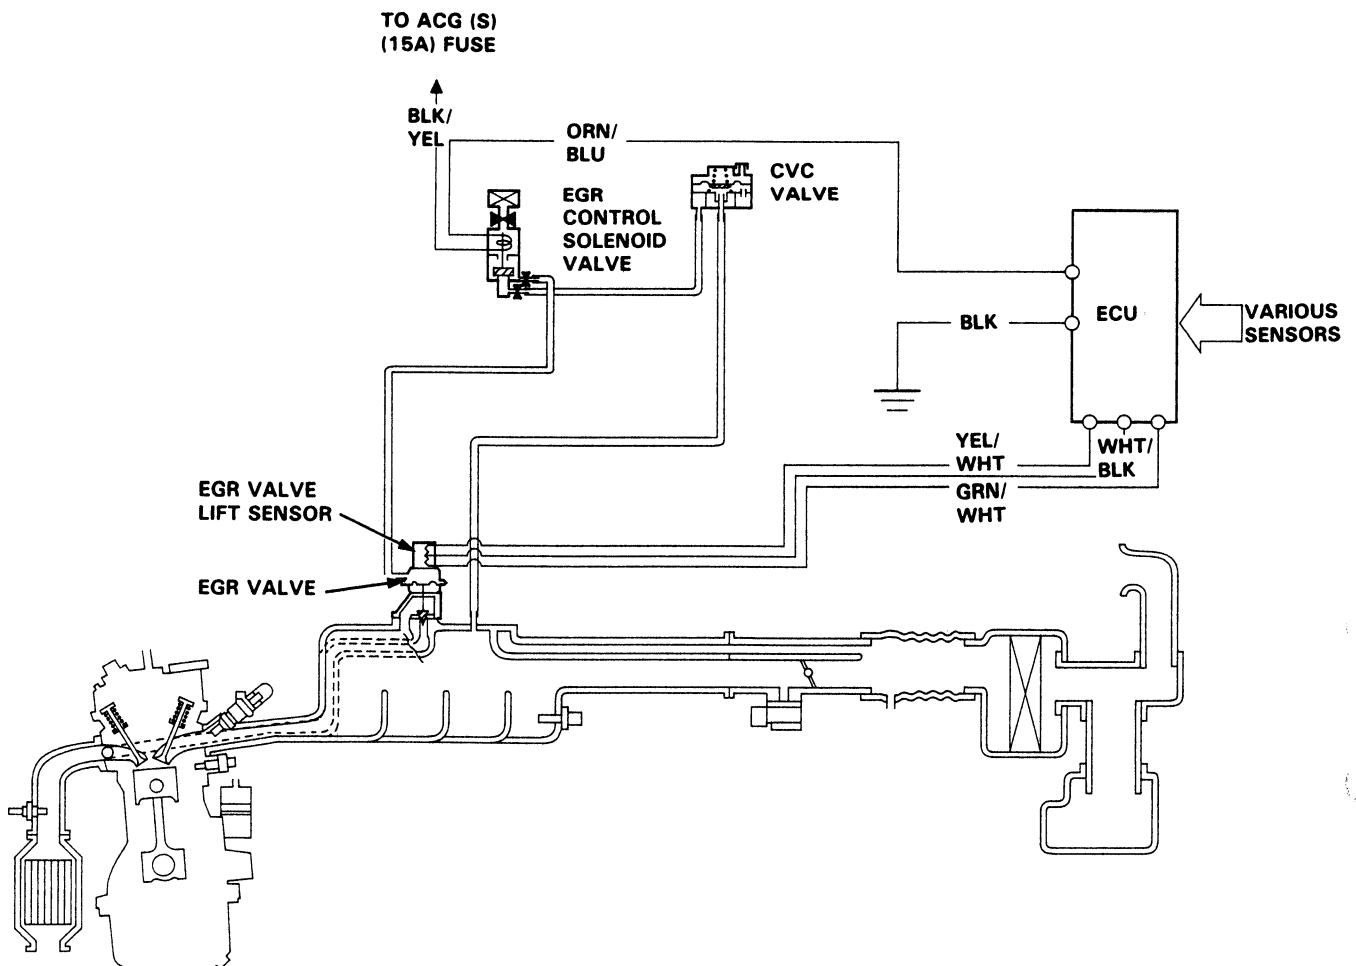 TO ACG (S)
(15A) FUSE
BLK/
YEL
ORN/
BLU
CVC
VALVE
EGR
CONTROL
SOLENOID
VALVE
ECU
VARIOUS
SENSORS
BLK
YEL/
WHT
WHT/
BLK
GRN/
WHT
EGR VALVE
LIFT SENSOR
EGR VALVE